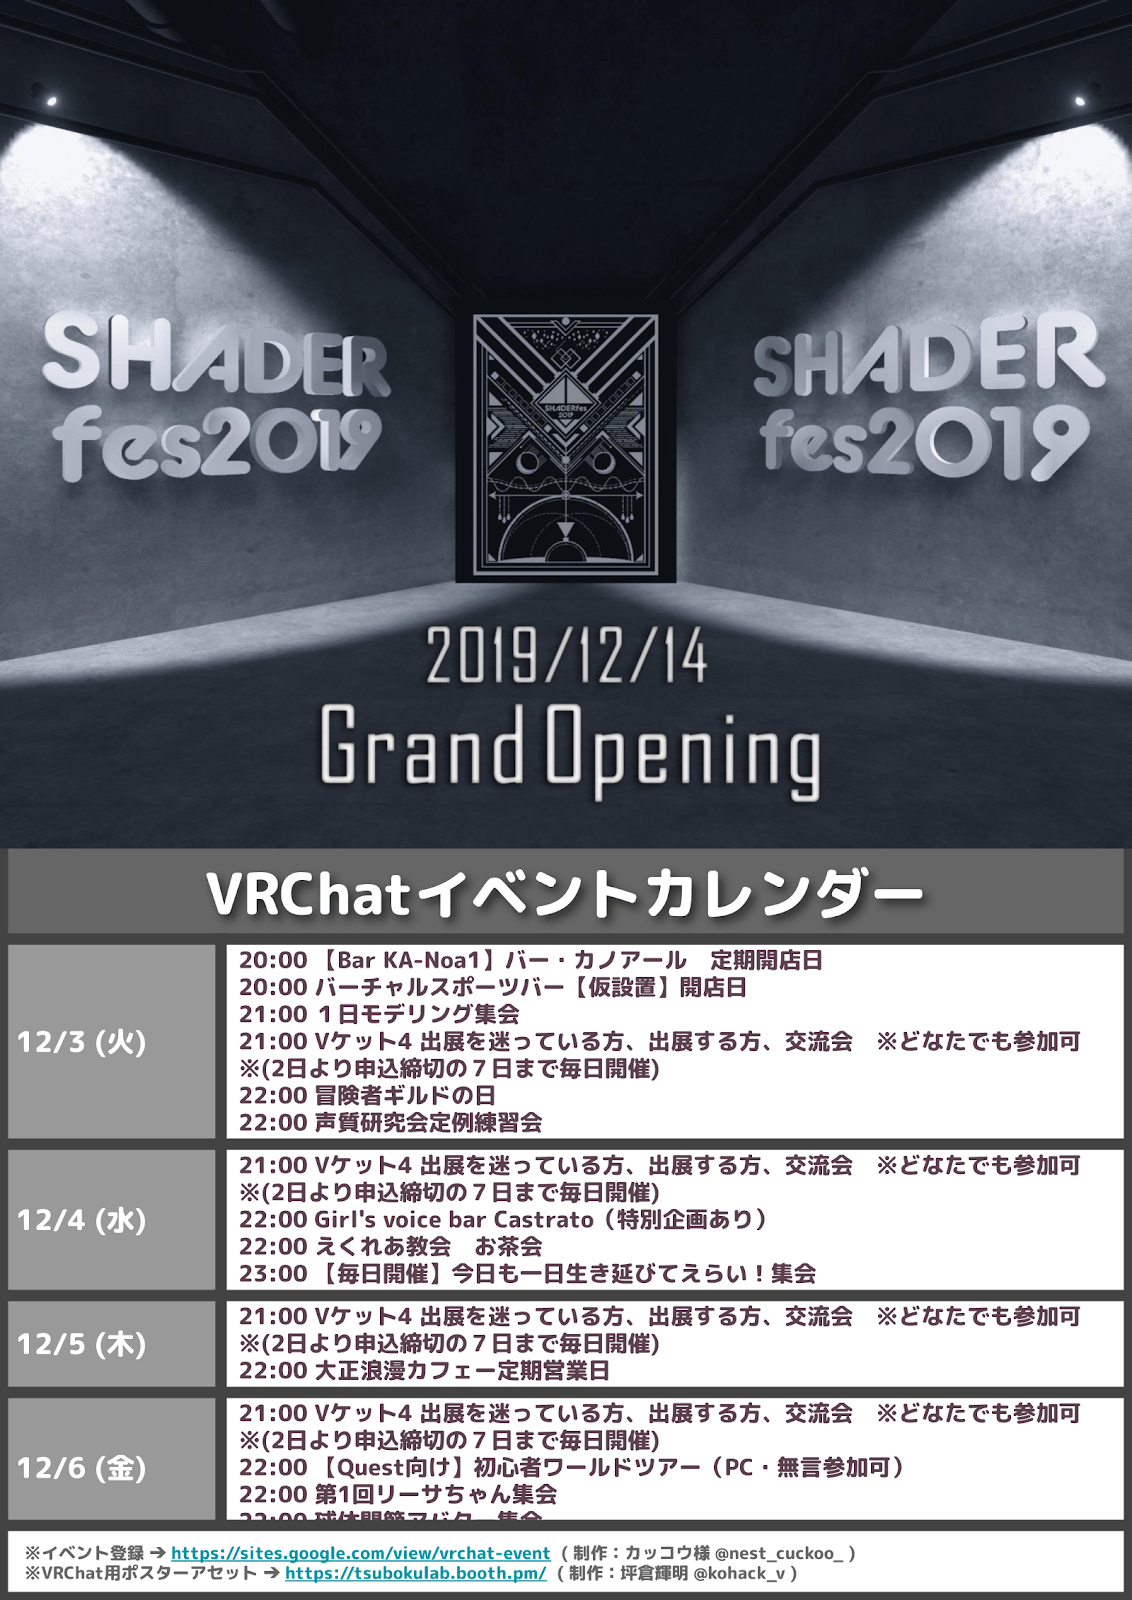 SHADER
fes2019
SHADER
fes2019
SHADERfes
2019
2019/12/14
Grand Opening
VRChatイベントカレンダー
12/3 (火)
20:00 【Bar KA-Noa1】バー・カノアール　定期開店日
20:00 バーチャルスポーツバー【仮設置】開店日
21:00 １日モデリング集会
21:00 Vケット4 出展を迷っている方、出展する方、交流会　※どなたでも参加可
※(2日より申込締切の７日まで毎日開催)
22:00 冒険者ギルドの日
22:00 声質研究会定例練習会
12/4 (水)
21:00 Vケット4 出展を迷っている方、出展する方、交流会　※どなたでも参加可
※(2日より申込締切の７日まで毎日開催)
22:00 Girl's voice bar Castrato（特別企画あり）
22:00 えくれあ教会　お茶会
23:00 【毎日開催】今日も一日生き延びてえらい！集会
12/5 (木)
21:00 Vケット4 出展を迷っている方、出展する方、交流会　※どなたでも参加可
※(2日より申込締切の７日まで毎日開催)
22:00 大正浪漫カフェー定期営業日
12/6 (金)
21:00 Vケット4 出展を迷っている方、出展する方、交流会　※どなたでも参加可
※(2日より申込締切の７日まで毎日開催)
22:00 【Quest向け】初心者ワールドツアー（PC・無言参加可）
22:00 第1回リーサちゃん集会
※イベント登録 → https://sites.google.com/view/vrchat-event （ 制作：カッコウ様 @nest_cuckoo_ ）
※VRChat用ポスターアセット → https://tsubokulab.booth.pm/ （ 制作：坪倉輝明 @kohack_v ）